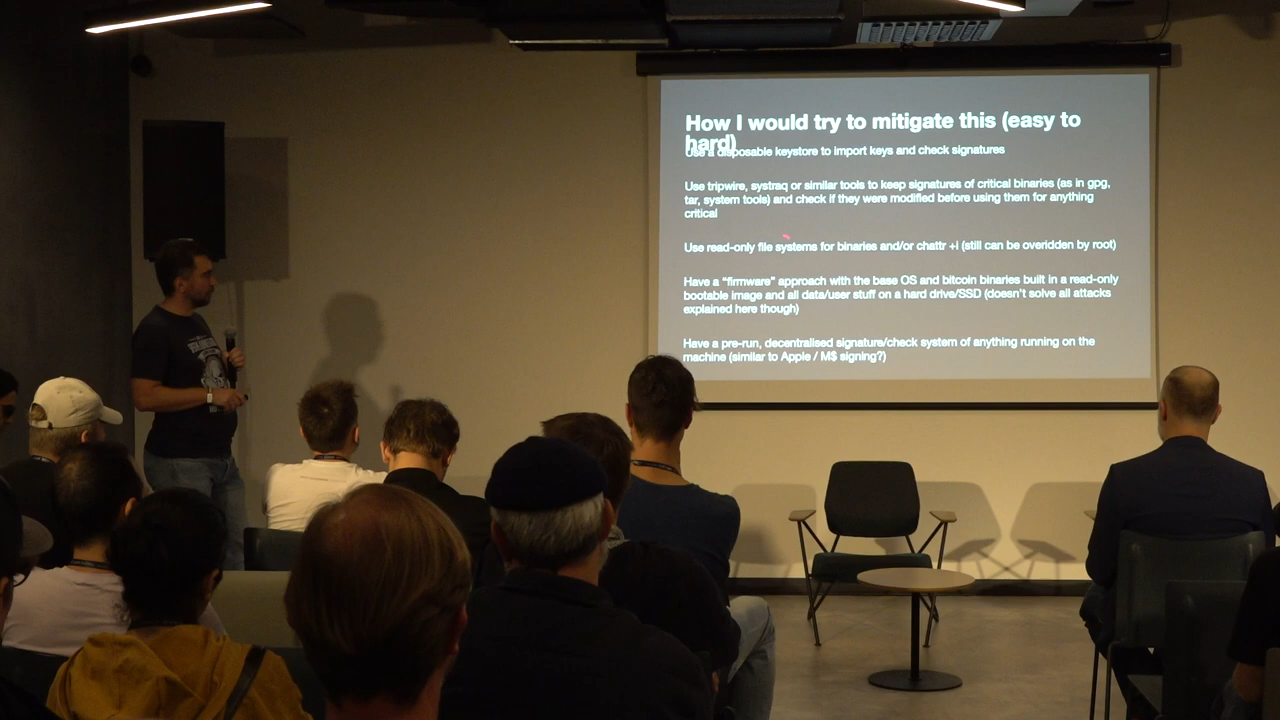 How I would try to mitigate this (easy to
hard)
Use a disposable keystore to import keys and check signatures
Use tripwire, systraq or similar tools to keep signatures of critical binaries (as in gpg,
tar, system tools) and check if they were modified before using them for anything
critical
Use read-only file systems for binaries and/or chattr +i (still can be overidden by root)
Have a “firmware” approach with the base OS and bitcoin binaries built in a read-only
bootable image and all data/user stuff on a hard drive/SSD (doesn't solve all attacks
explained here though)
Have a pre-run, decentralised signature/check system of anything running on the
machine (similar to Apple / M$ signing?)